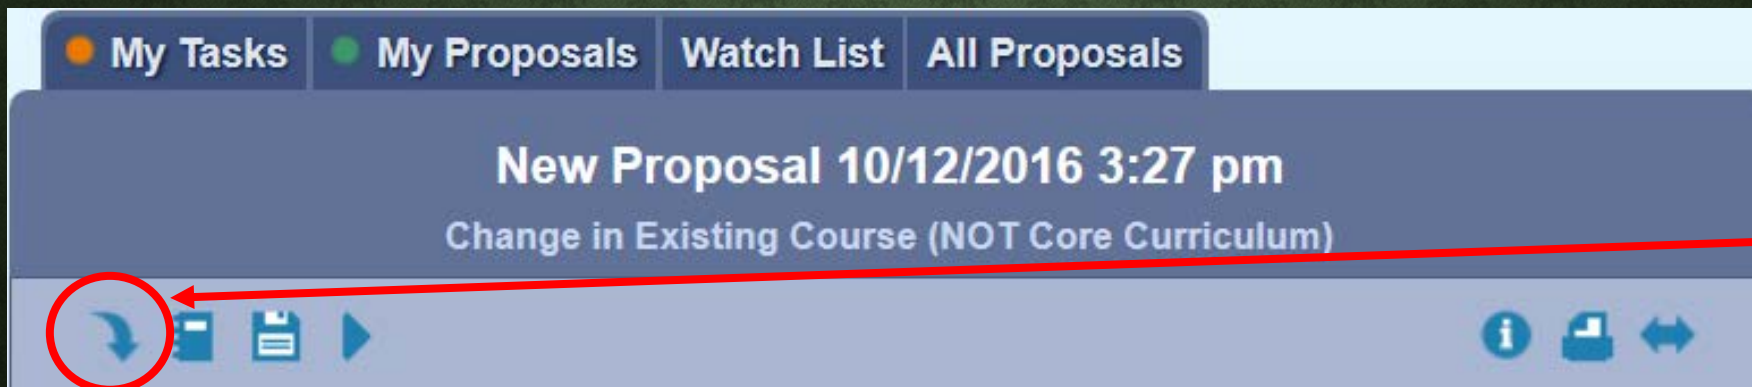 My Tasks My Proposals Watch List All Proposals
New Proposal 10/12/2016 3:27 pm
Change in Existing Course (NOT Core Curriculum)